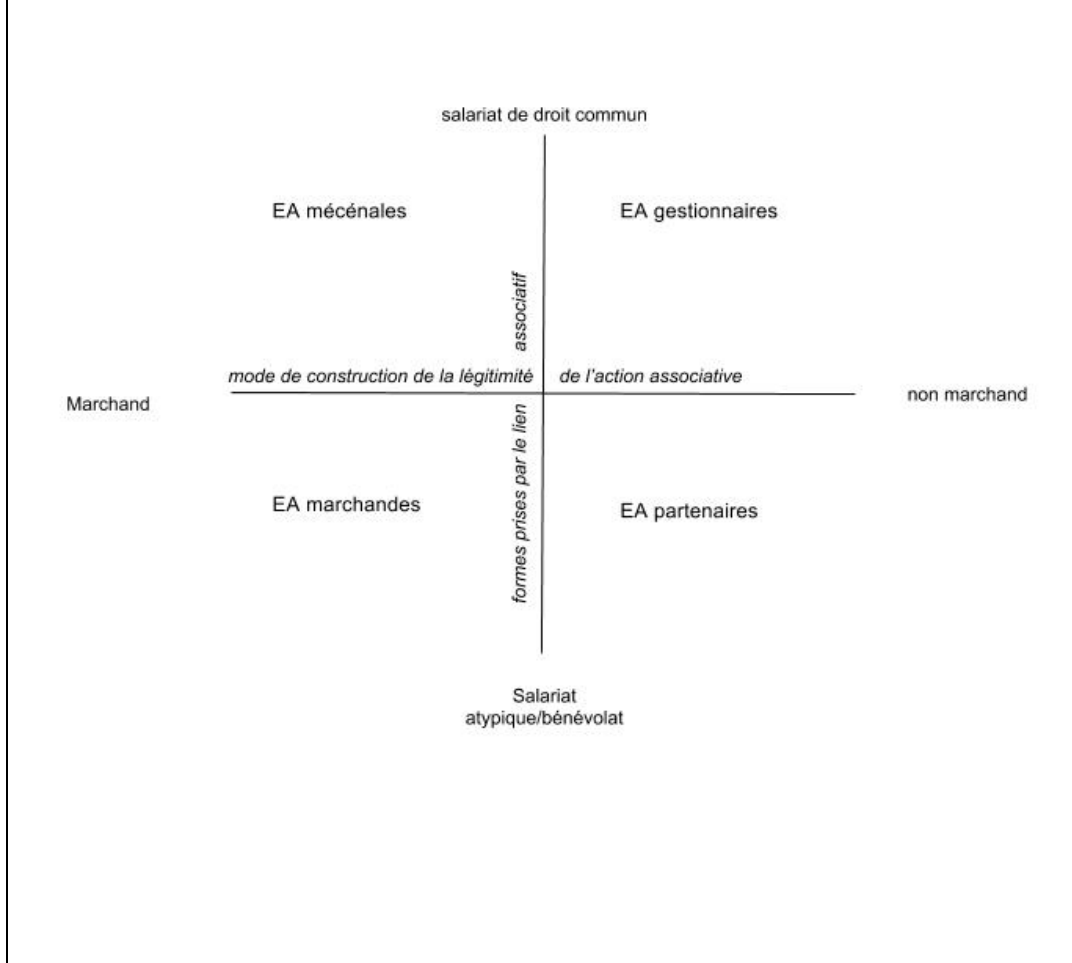 salariat de droit commun
EA mécénales
EA gestionnaires
formes prises par le lien associatif
mode de construction de la légitimité de l'action associative
Marchand
non marchand
EA marchandes
EA partenaires
Salariat
atypique/bénévolat